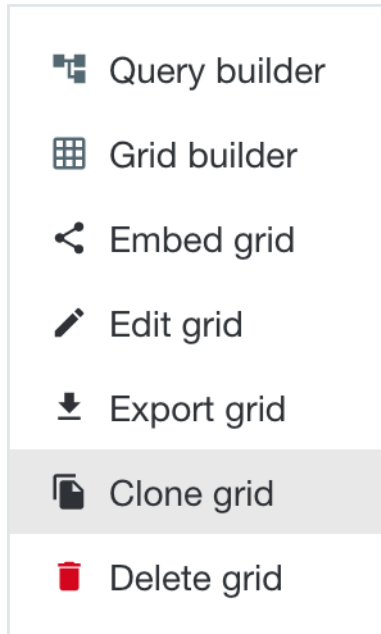 Query builder
Grid builder
Embed grid
Edit grid
Export grid
Clone grid
Delete grid